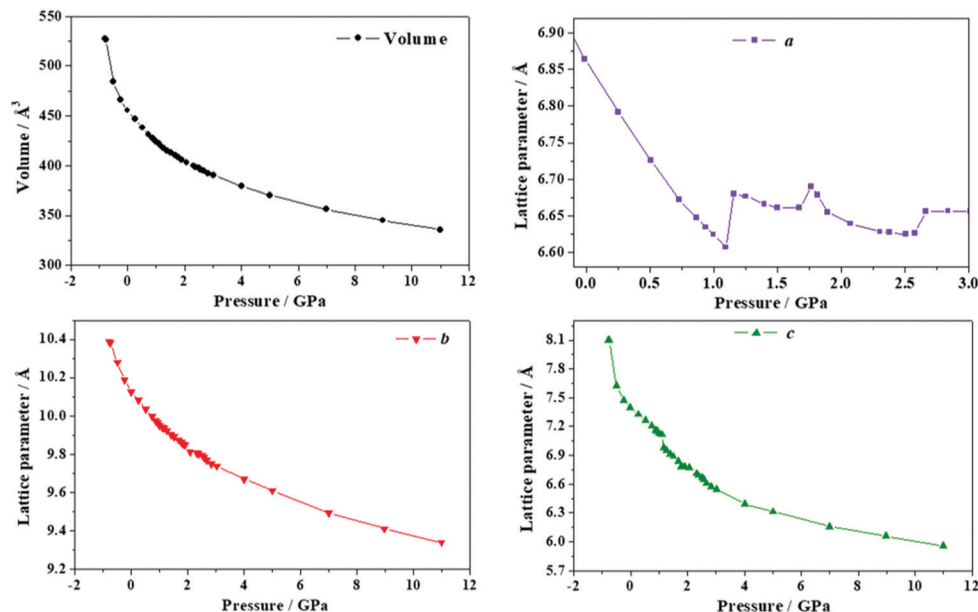 550
500
450
400
350
300
Volume / Å³
Volume
-2 0 2 4 6 8 10 12
Pressure / GPa
6.90
6.85
6.80
6.75
6.70
6.65
6.60
Lattice parameter / Å
a
0.0 0.5 1.0 1.5 2.0 2.5 3.0
Pressure / GPa
10.4
10.2
10.0
9.8
9.6
9.4
9.2
Lattice parameter / Å
b
-2 0 2 4 6 8 10 12
Pressure / GPa
8.1
7.8
7.5
7.2
6.9
6.6
6.3
6.0
5.7
Lattice parameter / Å
c
-2 0 2 4 6 8 10 12
Pressure / GPa